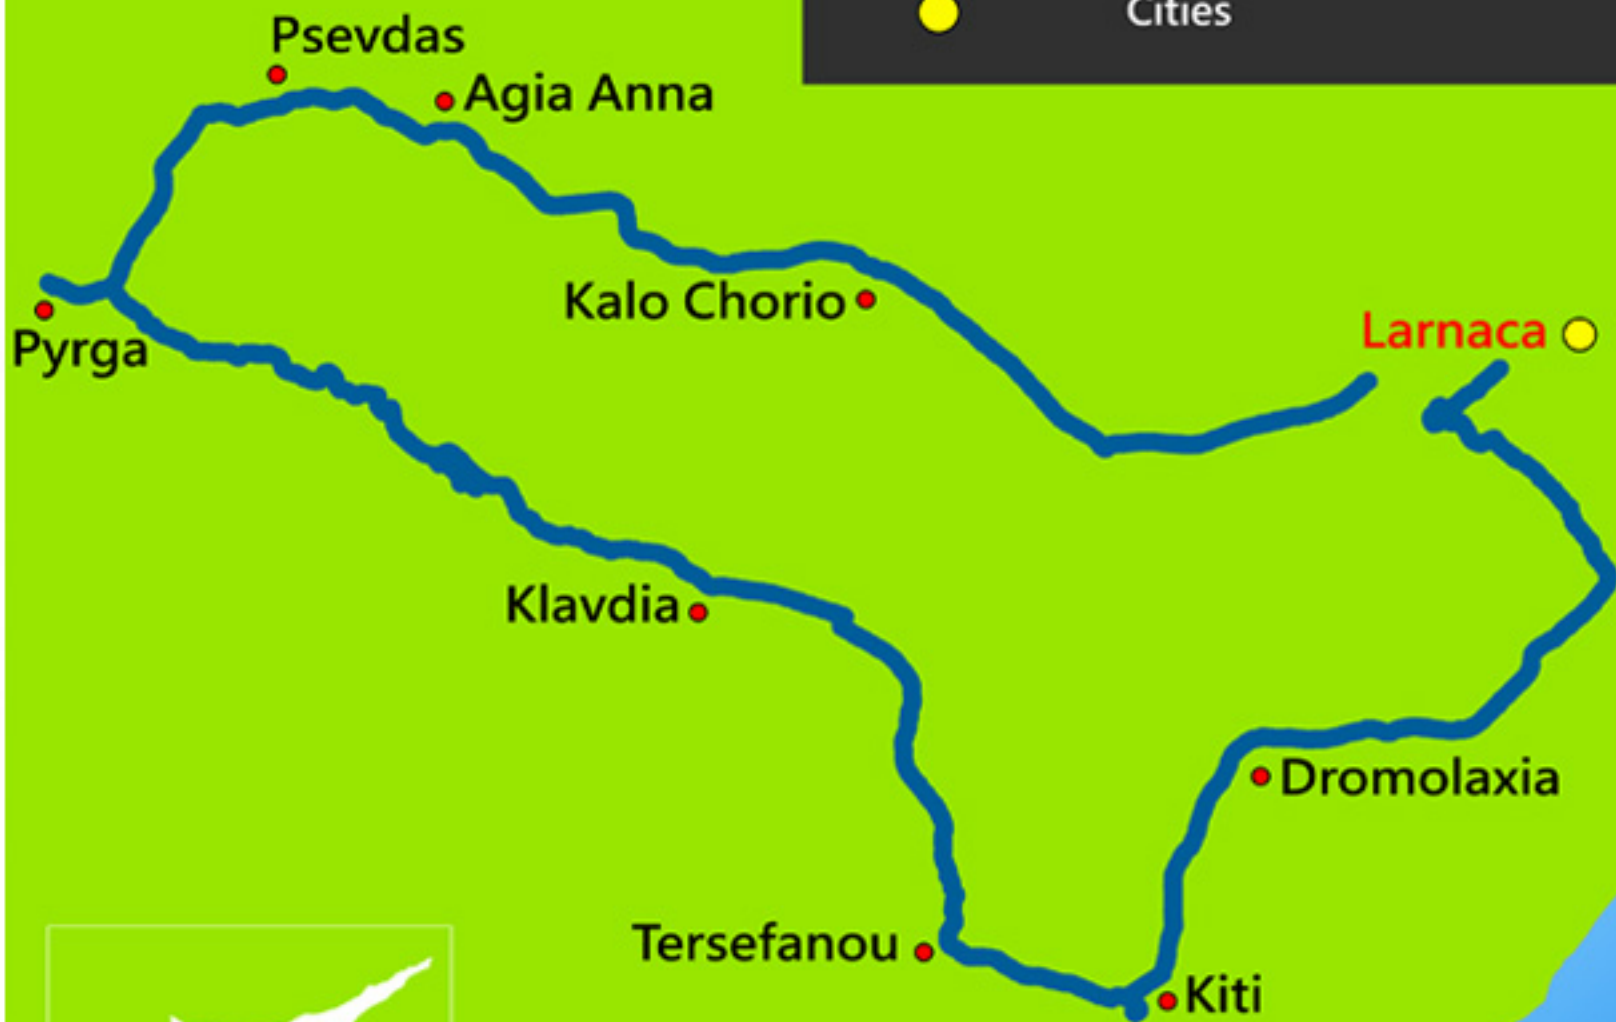 Cities
Psevdas
Agia Anna
Kalo Chorio
Larnaca
Pyrga
Klavdia
Dromolaxia
Tersefanou
Kiti